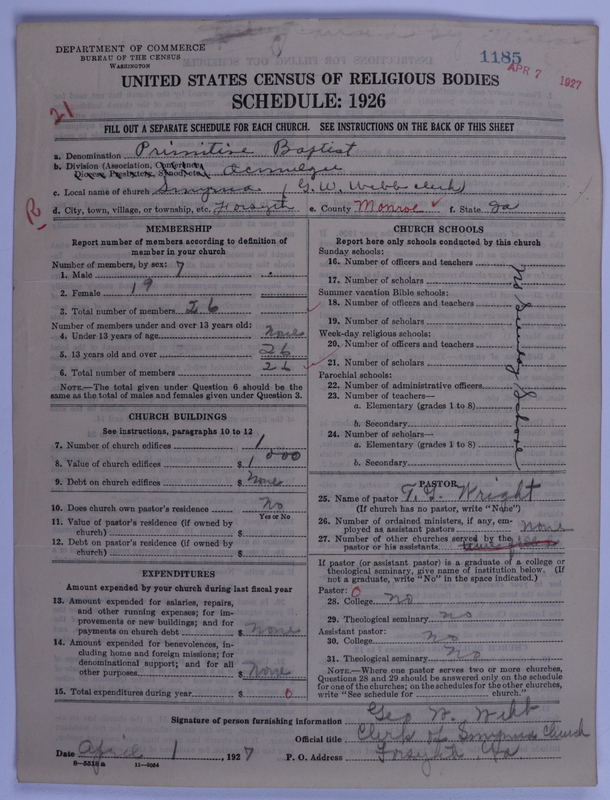 DEPARTMENT OF COMMERCE
BUREAU OF THE CENSUS
WASHINGTON
1185
APR 7 1927
UNITED STATES CENSUS OF RELIGIOUS BODIES
SCHEDULE: 1926
21
FILL OUT A SEPARATE SCHEDULE FOR EACH CHURCH. SEE INSTRUCTIONS ON THE BACK OF THIS SHEET
a. Denomination Primitive Baptist
b. Division (Association, Conference, Diocese, Presbytery, Synod, etc.) Ocmulgee
c. Local name of church Smyrna (G. W. Webb clerk)
d. City, town, village, or township, etc. Forsyth e. County Monroe f. State Ga
R
MEMBERSHIP
Report number of members according to definition of
member in your church
Number of members, by sex:
1. Male 7
2. Female 19
3. Total number of members 26
Number of members under and over 13 years old:
4. Under 13 years of age None
5. 13 years old and over 26
6. Total number of members 26
NOTE.—The total given under Question 6 should be
same as the total of males and females given under Question 3.
CHURCH BUILDINGS
See instructions, paragraphs 10 to 12
7. Number of church edifices 1
8. Value of church edifices $ 1000
9. Debt on church edifices $ None
10. Does church own pastor's residence No
Yes or No
11. Value of pastor's residence (if owned by
church) $
12. Debt on pastor's residence (if owned by
church) $
EXPENDITURES
Amount expended by your church during last fiscal year
13. Amount expended for salaries, repairs,
and other running expenses; for im-
provements or new buildings; and for
payments on church debt $ None
14. Amount expended for benevolences, in-
cluding home and foreign missions; for
denominational support; and for all
other purposes $ None
15. Total expenditures during year $ 0
CHURCH SCHOOLS
Report here only schools conducted by this church
Sunday schools:
16. Number of officers and teachers
17. Number of scholars
Summer vacation Bible schools:
18. Number of officers and teachers
19. Number of scholars
Week-day religious schools:
20. Number of officers and teachers
21. Number of scholars
Parochial schools:
22. Number of administrative officers
23. Number of teachers—
a. Elementary (grades 1 to 8)
b. Secondary
24. Number of scholars—
a. Elementary (grades 1 to 8)
b. Secondary
No Sunday School
PASTOR
25. Name of pastor T. G. Wright
(If church has no pastor, write "None")
26. Number of ordained ministers, if any, em-
ployed as assistant pastors None
27. Number of other churches served by the
pastor or his assistants
If pastor (or assistant pastor) is a graduate of a college or
theological seminary, give name of institution below. (If
not a graduate, write "No" in the space indicated.)
Pastor: 0
28. College No
29. Theological seminary no
Assistant pastor:
30. College No
31. Theological seminary No
NOTE.—Where one pastor serves two or more churches,
Questions 28 and 29 should be answered only on the schedule
for one of the churches; on the schedules for the other churches,
write "See schedule for church."
Signature of person furnishing information Geo W. Webb
Official title Clerk of Smyrna Church
Date April 1, 1927 P. O. Address Forsyth, Ga
8—5518a 11—9054